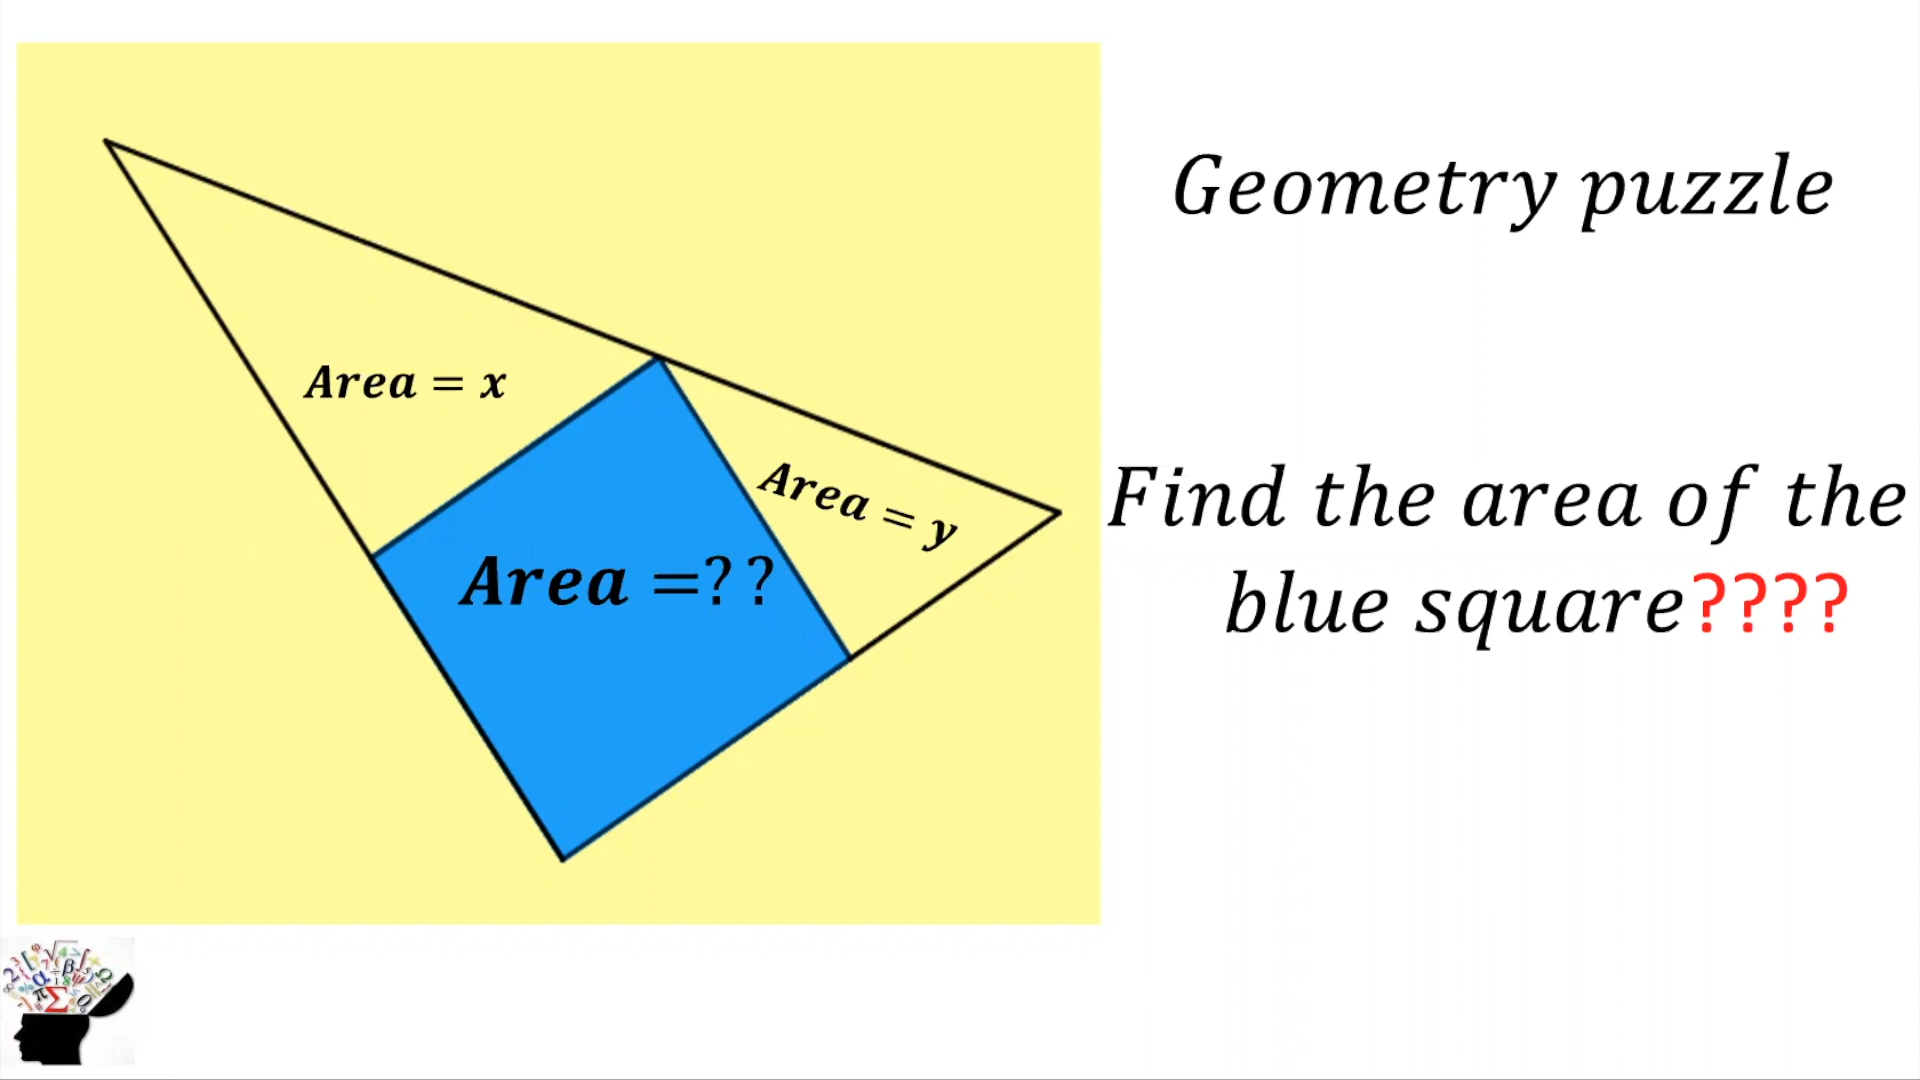 Geometry puzzle
Area = x
Area = y
Find the area of the
Area =??
blue square????